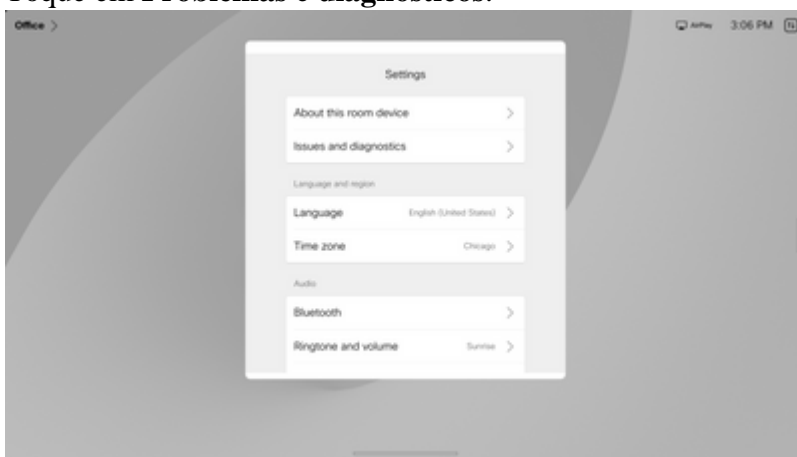 Toque em Problemas e diagnósticos.
Office >
AirPlay 3:06 PM
Settings
About this room device
Issues and diagnostics
Language and region
Language English (United States)
Time zone Chicago
Audio
Bluetooth
Ringtone and volume Sunrise